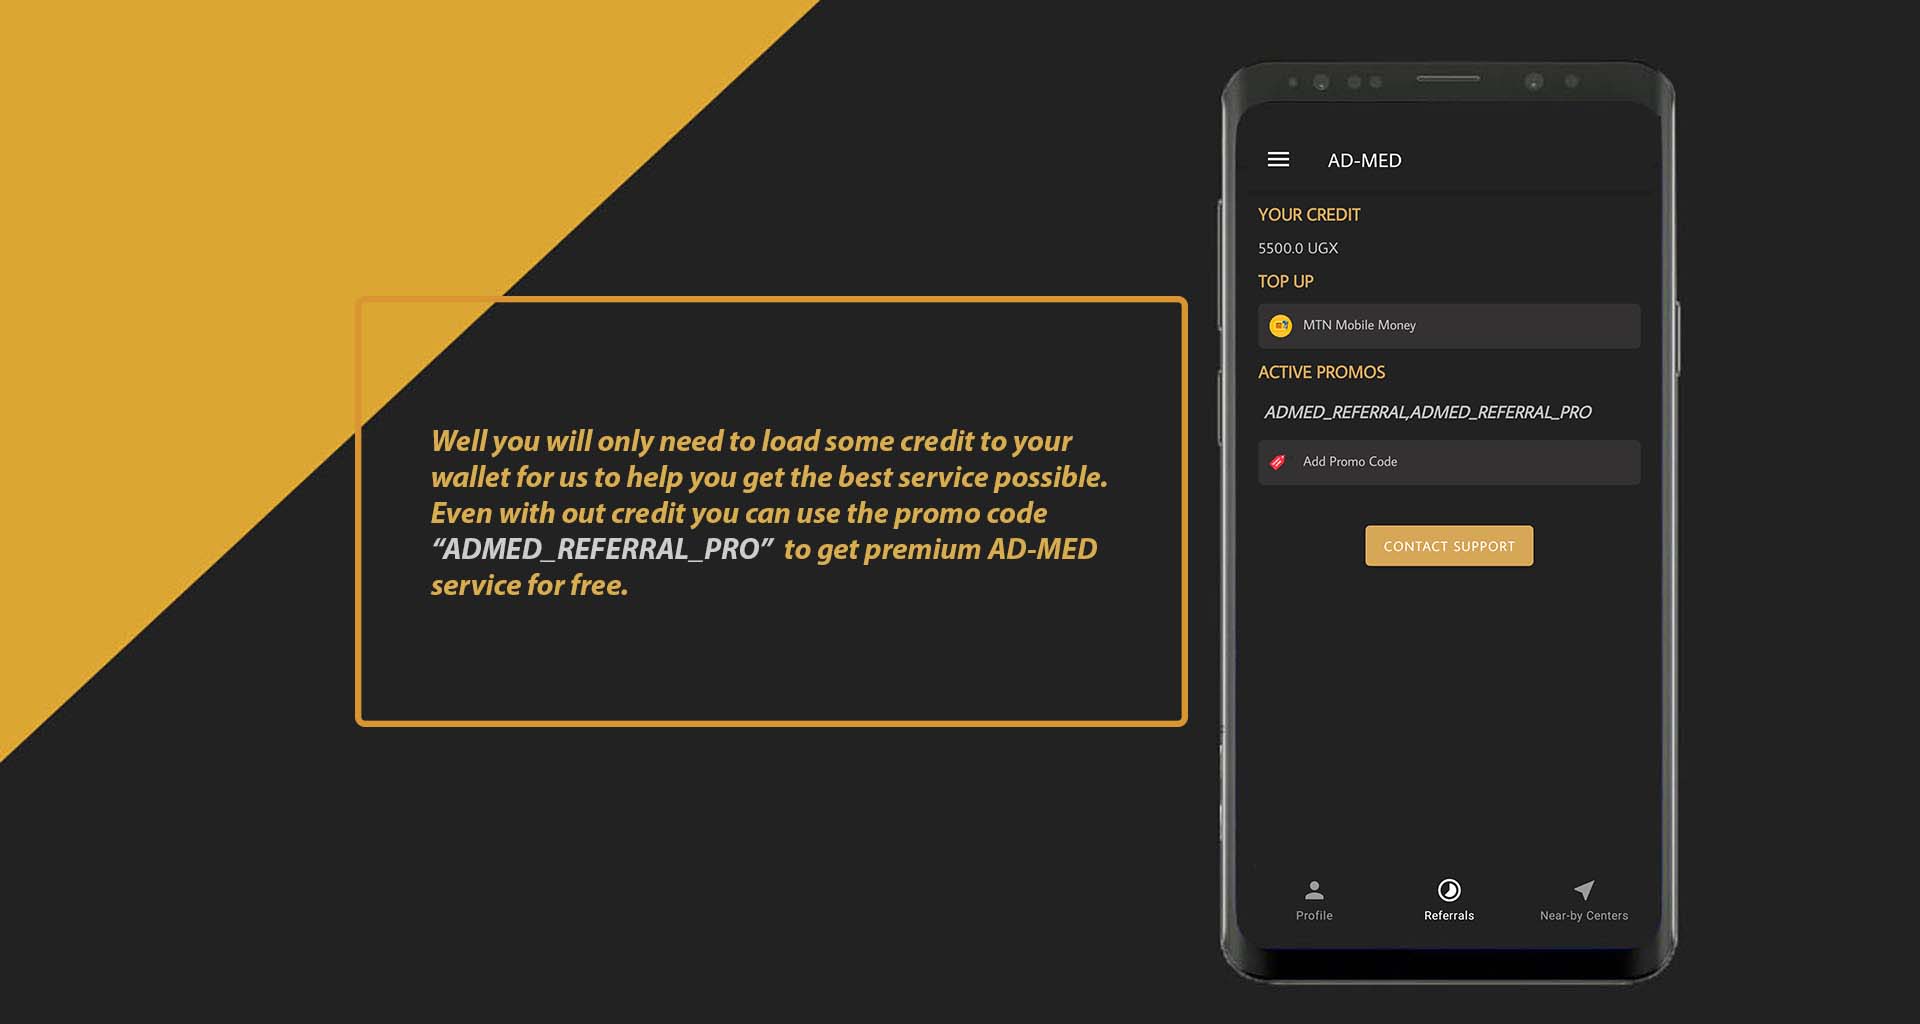 Well you will only need to load some credit to your
wallet for us to help you get the best service possible.
Even with out credit you can use the promo code
“ADMED_REFERRAL_PRO” to get premium AD-MED
service for free.
AD-MED
YOUR CREDIT
5500.0 UGX
TOP UP
MTN Mobile Money
ACTIVE PROMOS
ADMED_REFERRAL,ADMED_REFERRAL_PRO
Add Promo Code
CONTACT SUPPORT
Profile
Referrals
Near-by Centers